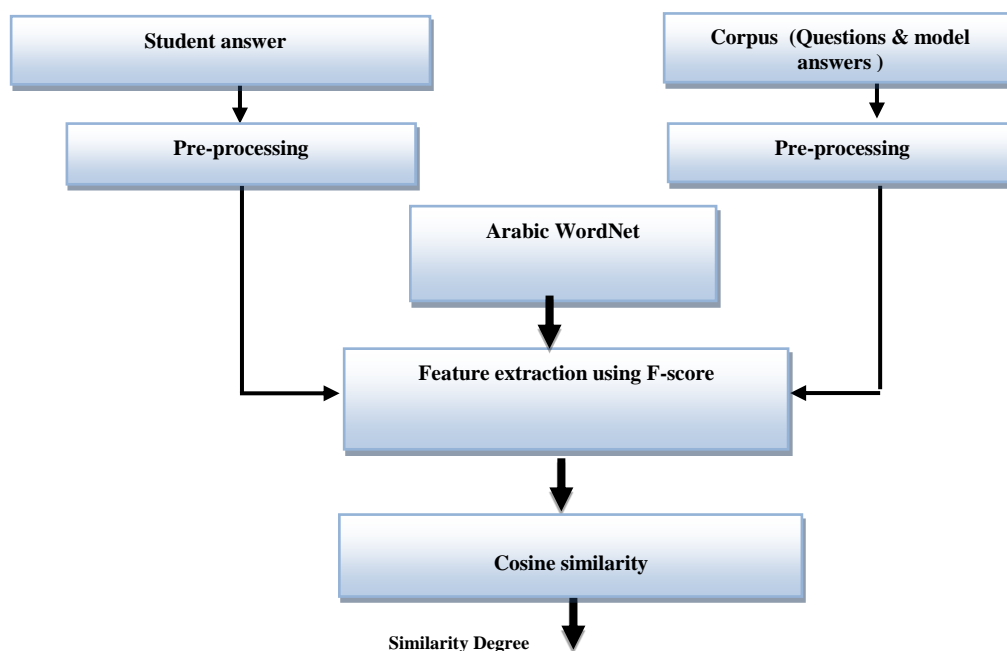 Student answer
Corpus (Questions & model
answers )
Pre-processing
Pre-processing
Arabic WordNet
Feature extraction using F-score
Cosine similarity
Similarity Degree